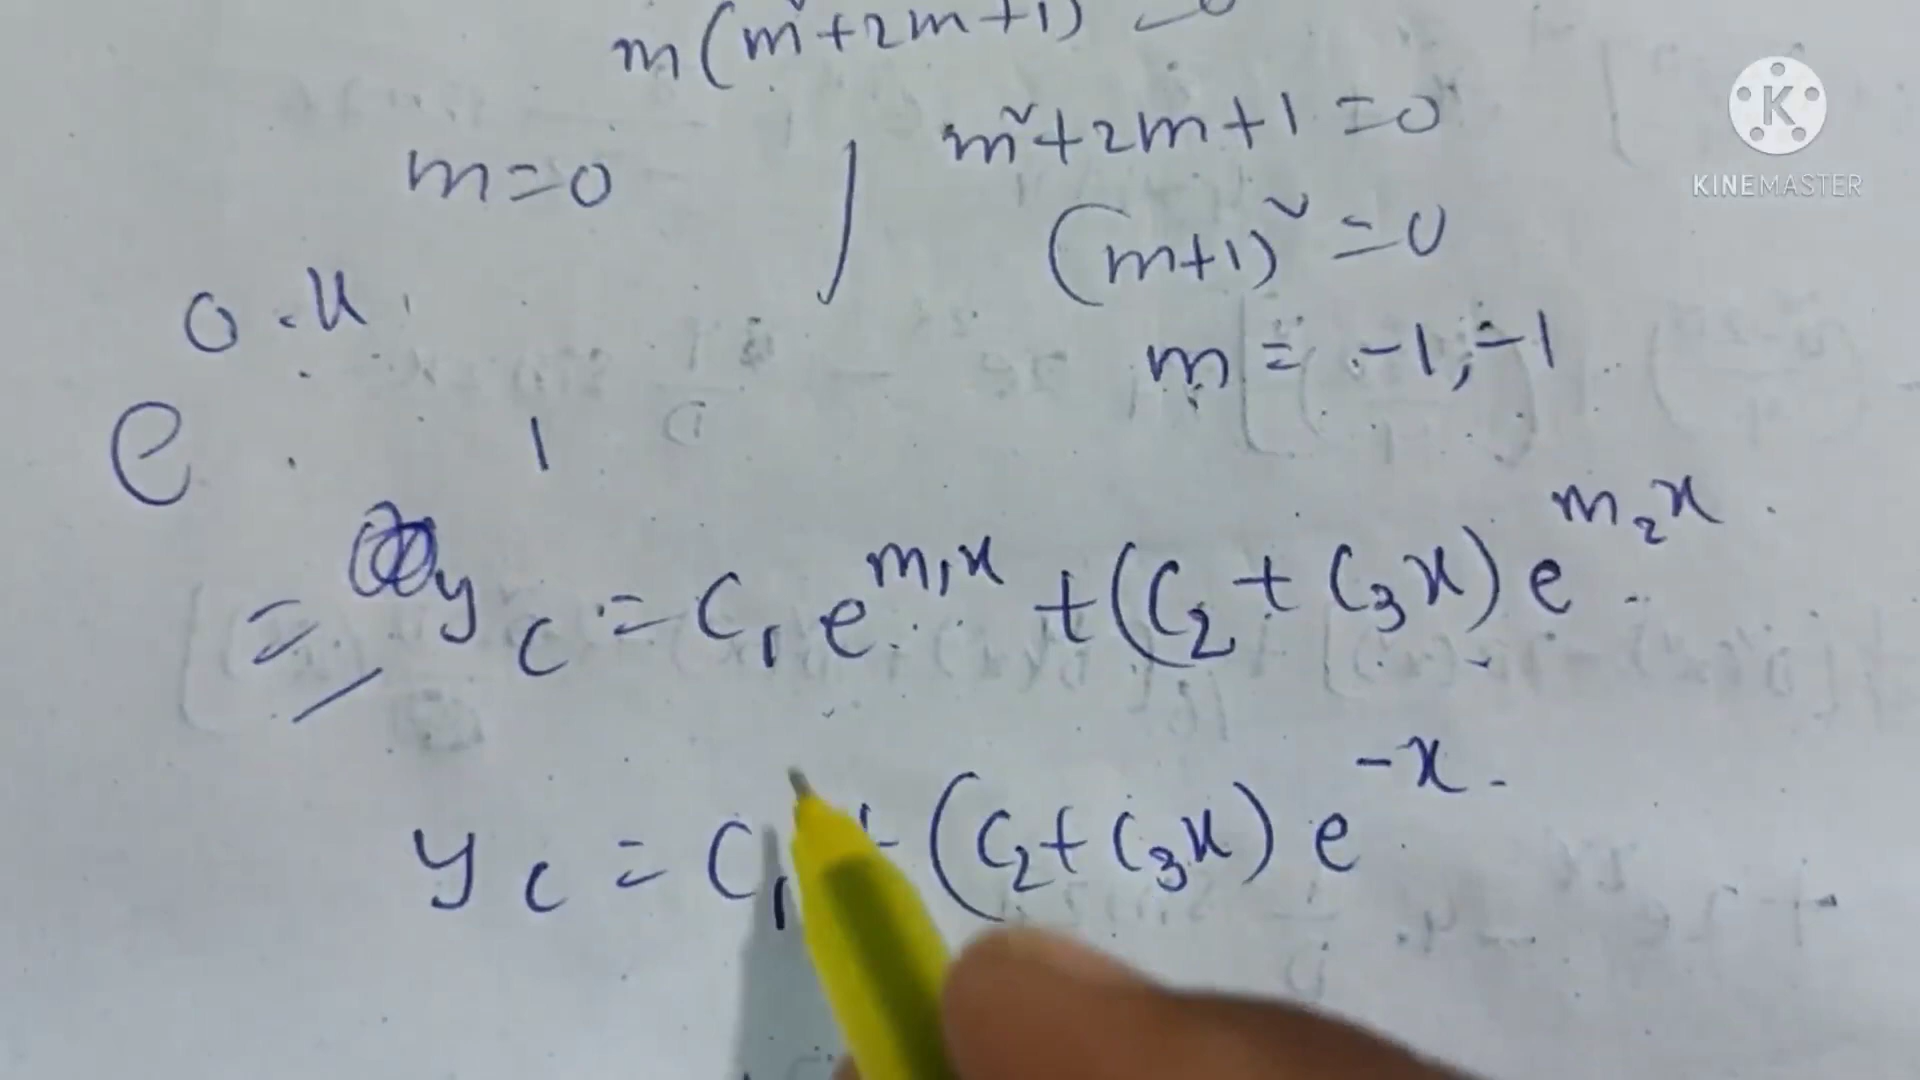 m(m²+2m+1) = 0
m=0 / m²+2m+1=0
(m+1)² = 0
m = -1, -1
e^{0.x} 1
= y_c = C₁e^{m₁x} + (C₂ + C₃x) e^{m₂x}.
y_c = C₁ + (C₂ + C₃x) e^{-x}.
K
KINEMASTER